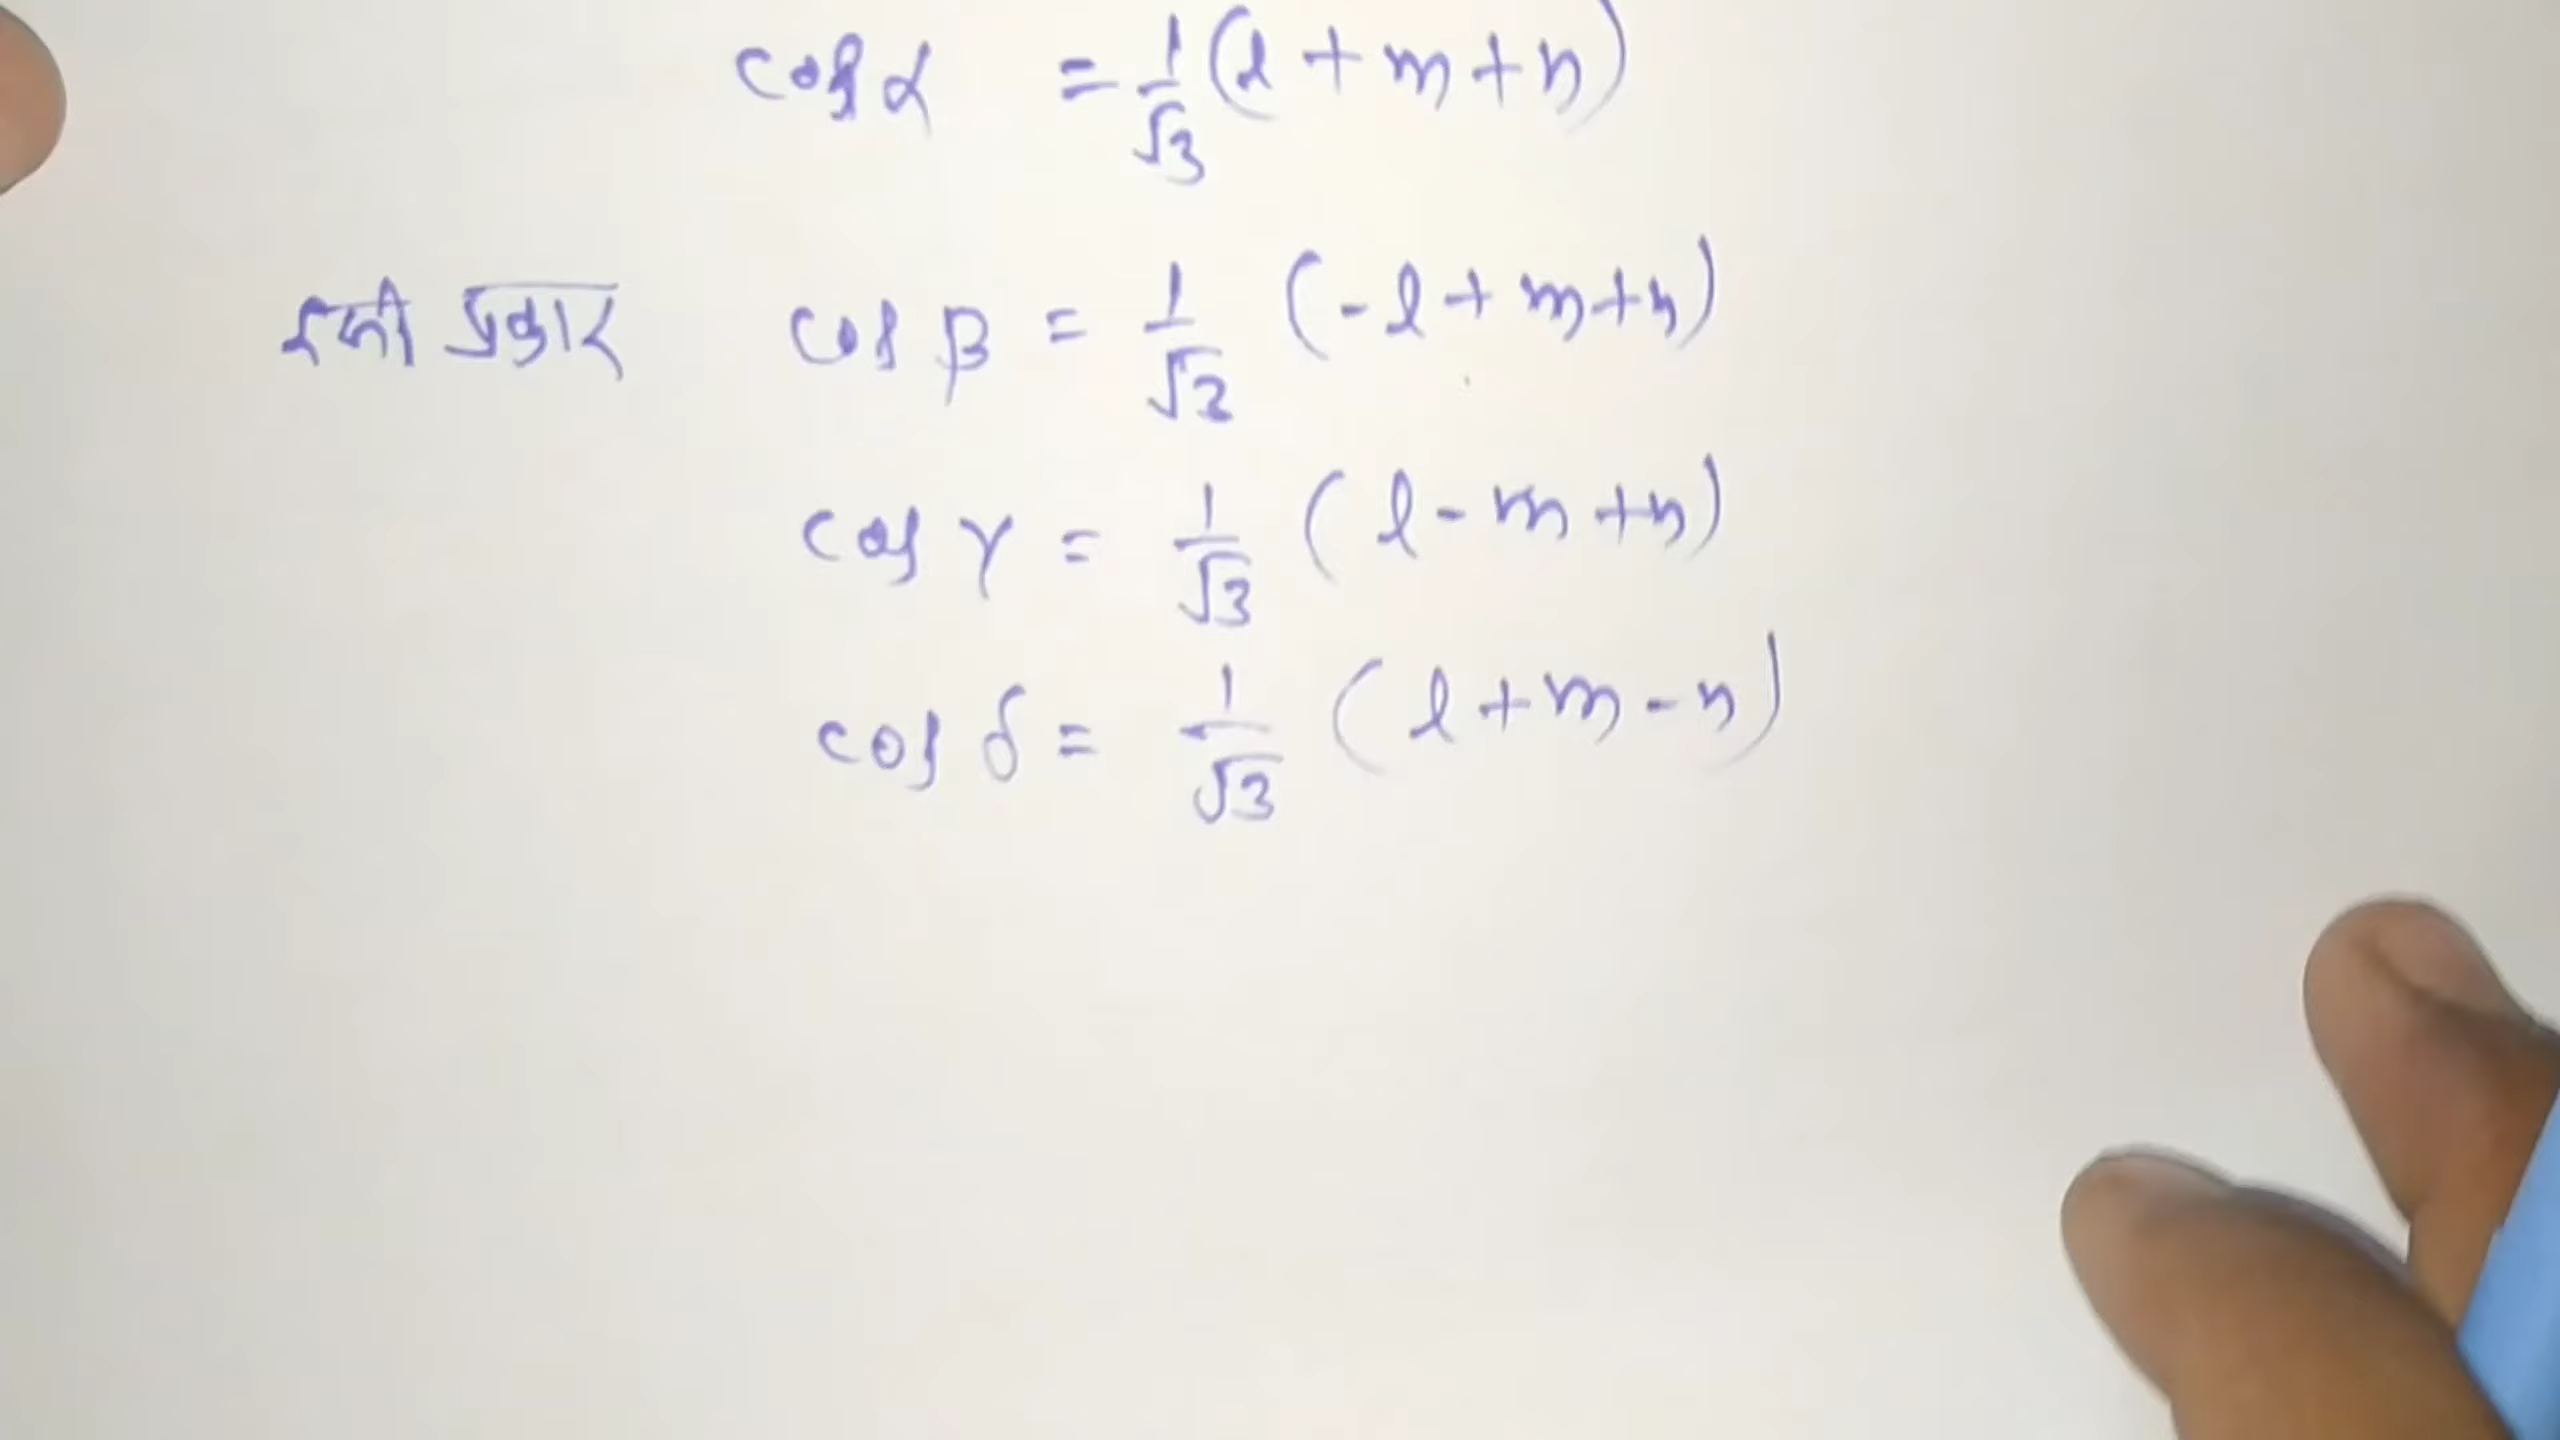 cos α = 1/√3 (l + m + n)
इसी प्रकार cos β = 1/√3 (-l + m + n)
cos γ = 1/√3 (l - m + n)
cos δ = 1/√3 (l + m - n)